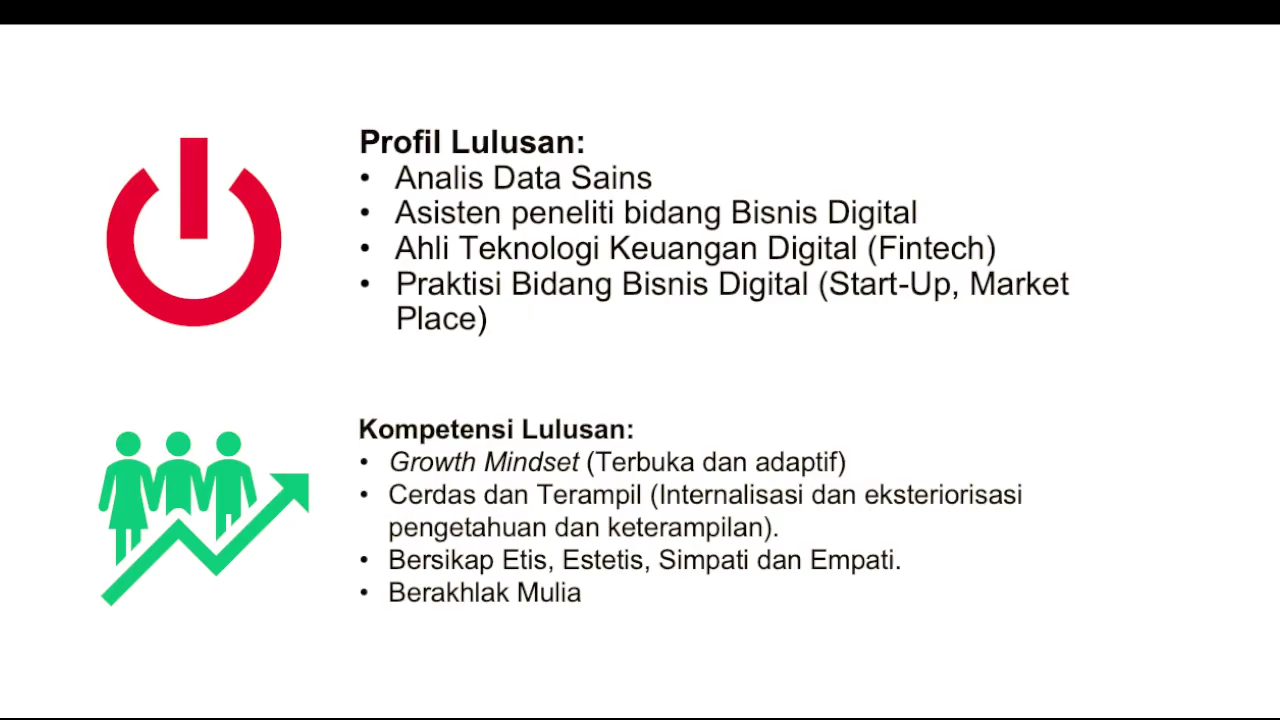 Profil Lulusan:
• Analis Data Sains
• Asisten peneliti bidang Bisnis Digital
• Ahli Teknologi Keuangan Digital (Fintech)
• Praktisi Bidang Bisnis Digital (Start-Up, Market
Place)
Kompetensi Lulusan:
• Growth Mindset (Terbuka dan adaptif)
• Cerdas dan Terampil (Internalisasi dan eksteriorisasi
pengetahuan dan keterampilan).
• Bersikap Etis, Estetis, Simpati dan Empati.
• Berakhlak Mulia